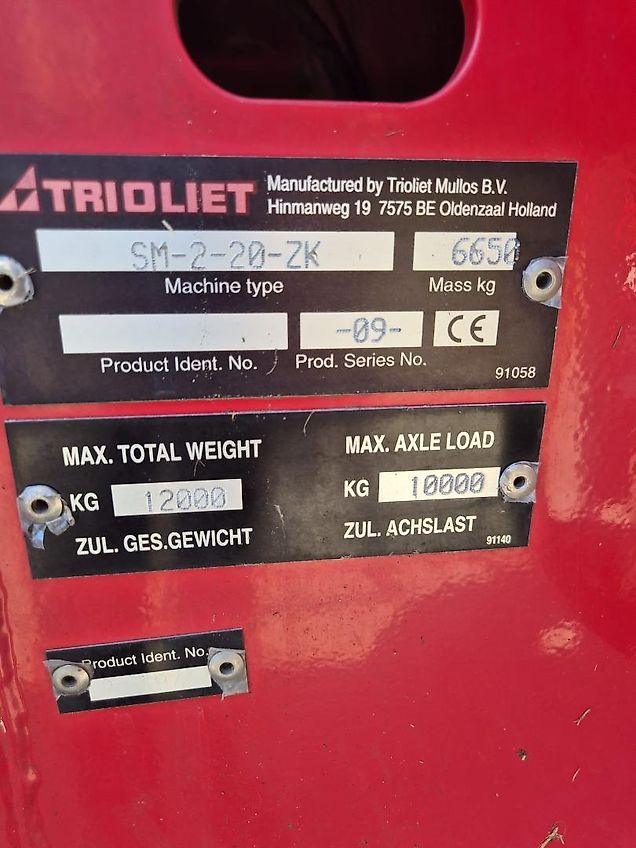 TRIOLIET
Manufactured by Trioliet Mullos B.V.
Hinmanweg 19 7575 BE Oldenzaal Holland
SM-2-20-ZK 6650
Machine type Mass kg
-09- CE
Product Ident. No. Prod. Series No.
91058
MAX. TOTAL WEIGHT MAX. AXLE LOAD
KG 12000 KG 10000
ZUL. GES.GEWICHT ZUL. ACHSLAST
91140
Product Ident. No.